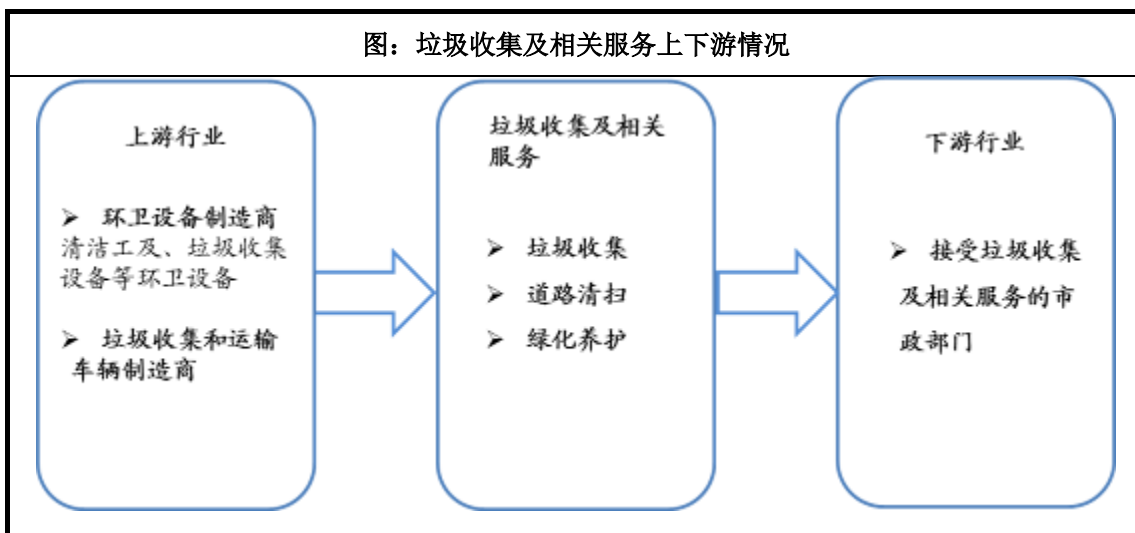 图：垃圾收集及相关服务上下游情况
上游行业
➢ 环卫设备制造商
清洁工及、垃圾收集
设备等环卫设备
➢ 垃圾收集和运输
车辆制造商
垃圾收集及相关
服务
➢ 垃圾收集
➢ 道路清扫
➢ 绿化养护
下游行业
➢ 接受垃圾收集
及相关服务的市
政部门